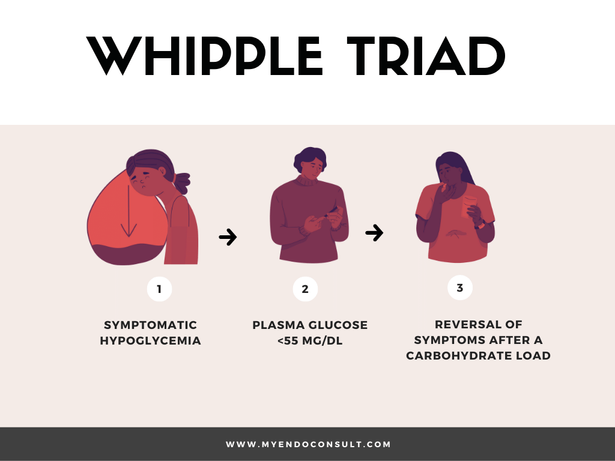 WHIPPLE TRIAD
1
SYMPTOMATIC
HYPOGLYCEMIA
2
PLASMA GLUCOSE
<55 MG/DL
3
REVERSAL OF
SYMPTOMS AFTER A
CARBOHYDRATE LOAD
WWW.MYENDOCONSULT.COM